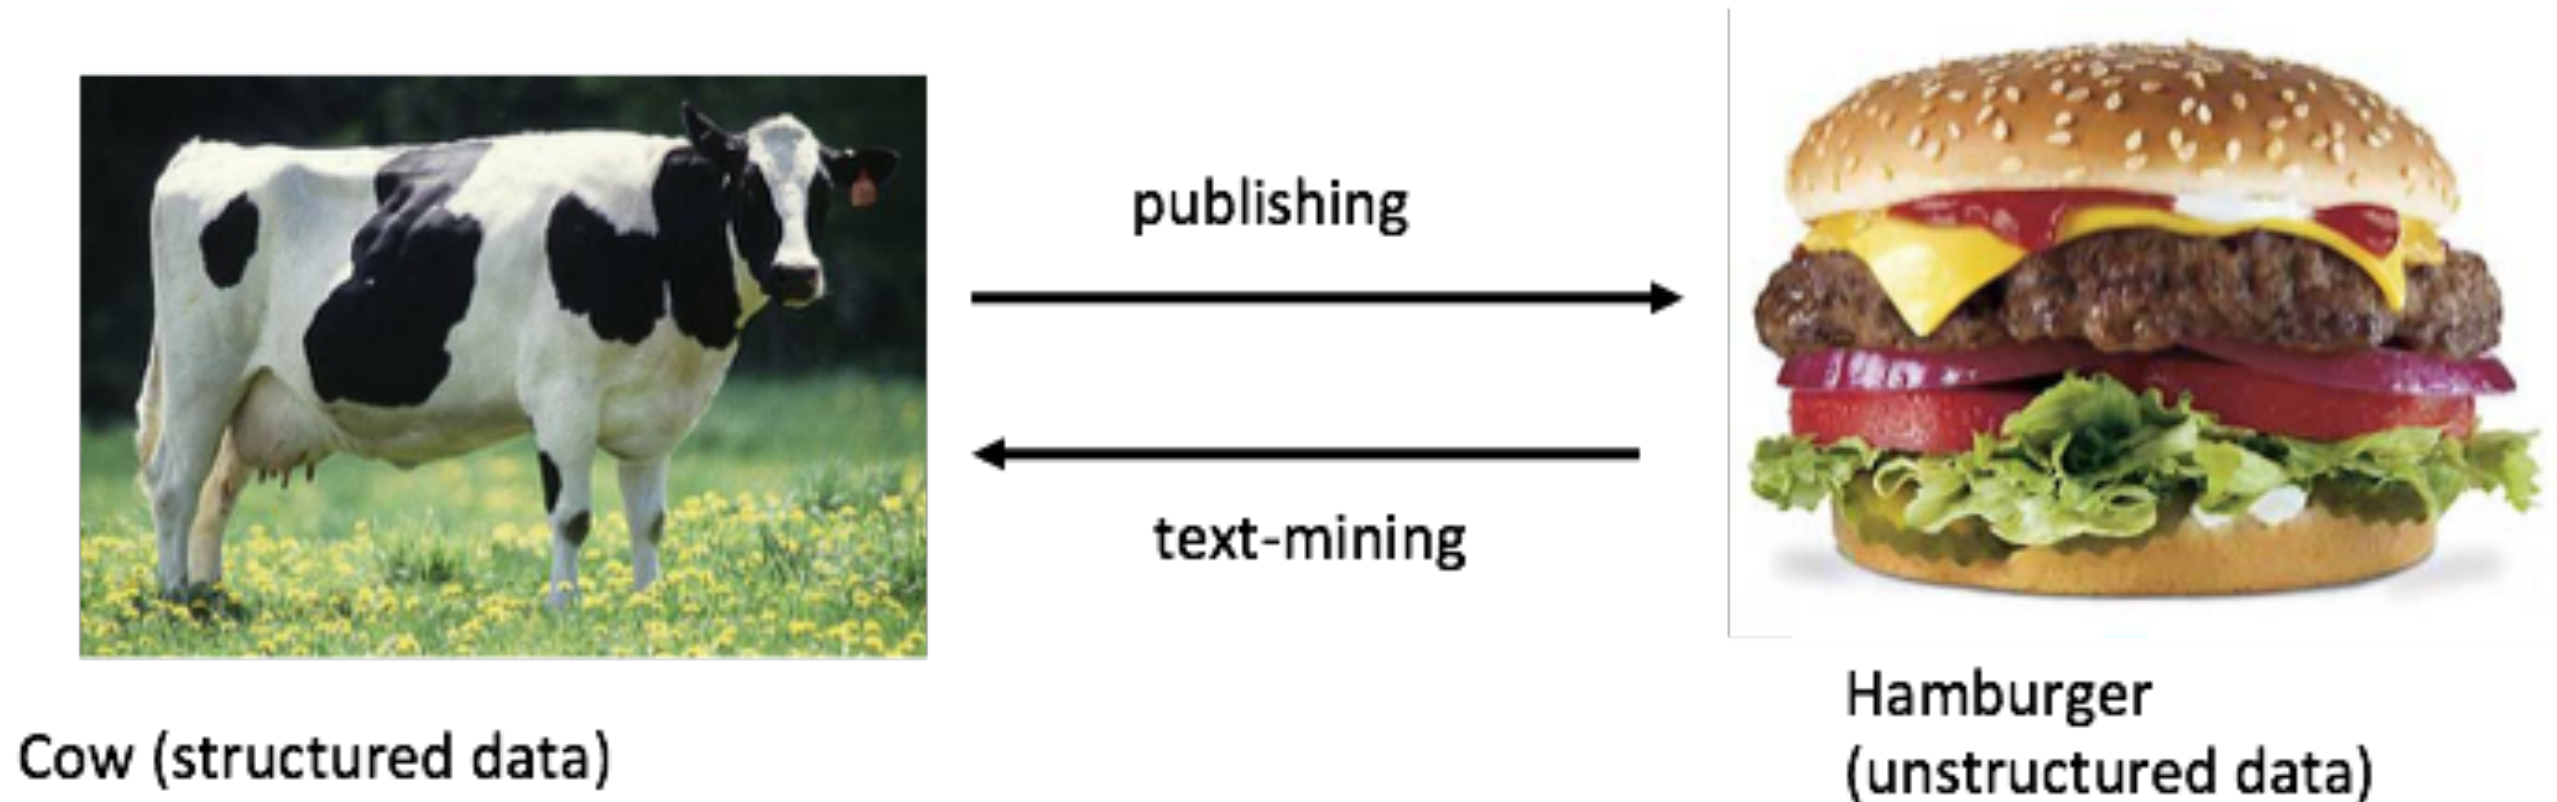 publishing
text-mining
Cow (structured data)
Hamburger
(unstructured data)